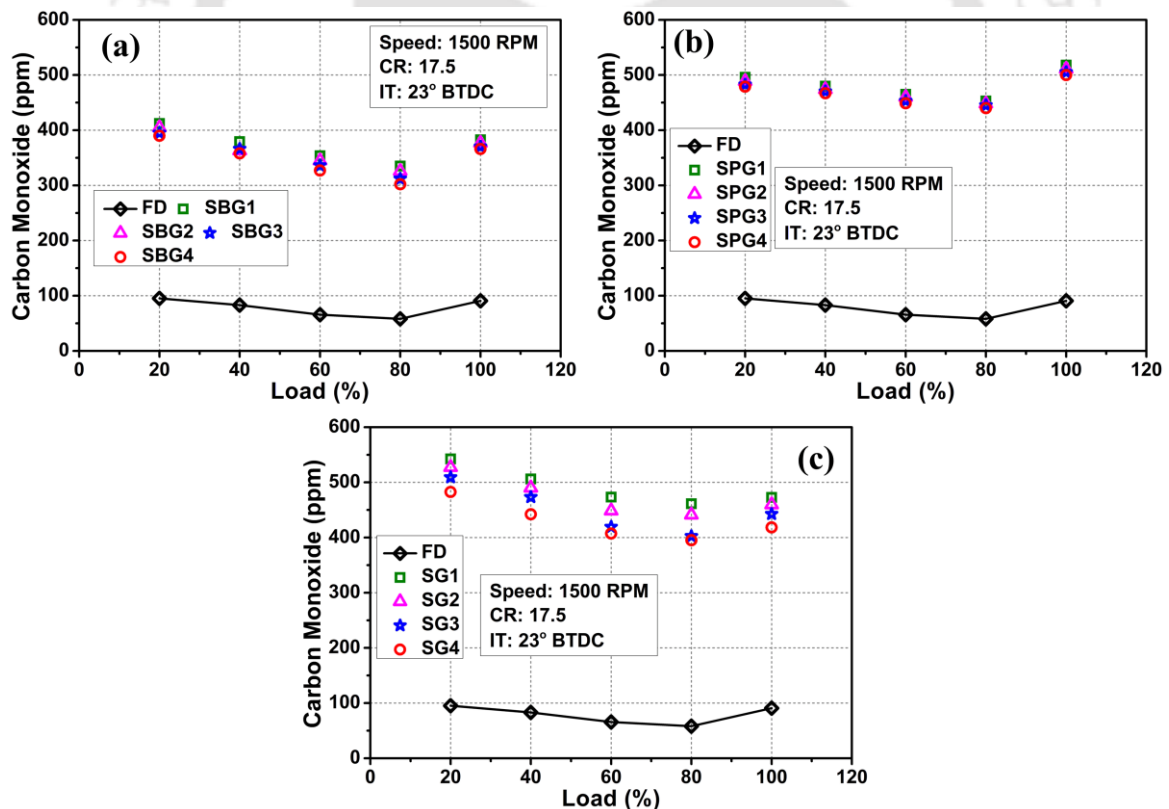 (a)
Speed: 1500 RPM
CR: 17.5
IT: 23° BTDC
FD SBG1
SBG2 SBG3
SBG4
Carbon Monoxide (ppm)
600
500
400
300
200
100
0
0 20 40 60 80 100 120
Load (%)
(b)
FD
SPG1
SPG2
SPG3
SPG4
Speed: 1500 RPM
CR: 17.5
IT: 23° BTDC
Carbon Monoxide (ppm)
600
500
400
300
200
100
0
0 20 40 60 80 100 120
Load (%)
(c)
FD
SG1
SG2
SG3
SG4
Speed: 1500 RPM
CR: 17.5
IT: 23° BTDC
Carbon Monoxide (ppm)
600
500
400
300
200
100
0
0 20 40 60 80 100 120
Load (%)